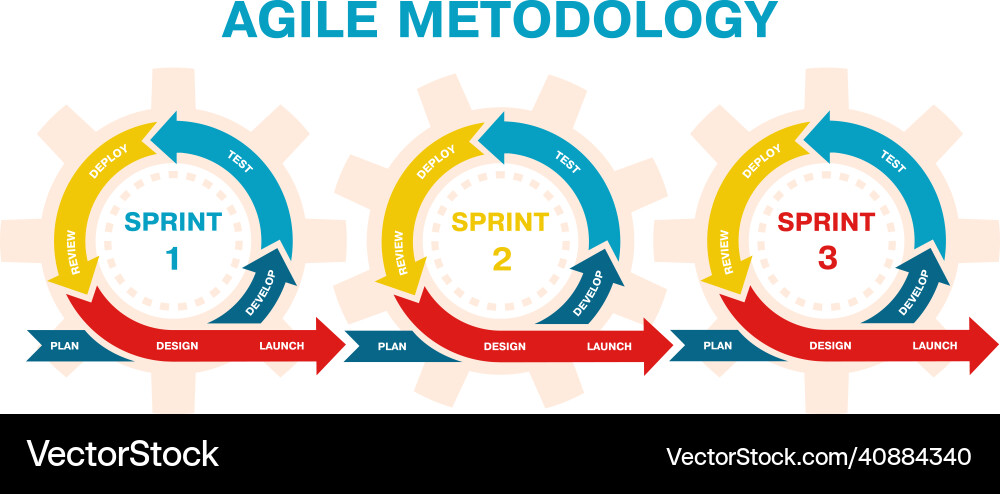 AGILE METODOLOGY
DEPLOY
TEST
REVIEW
SPRINT
1
DEVELOP
PLAN
DESIGN
LAUNCH
DEPLOY
TEST
REVIEW
SPRINT
2
DEVELOP
PLAN
DESIGN
LAUNCH
DEPLOY
TEST
REVIEW
SPRINT
3
DEVELOP
PLAN
DESIGN
LAUNCH
VectorStock
VectorStock.com/40884340